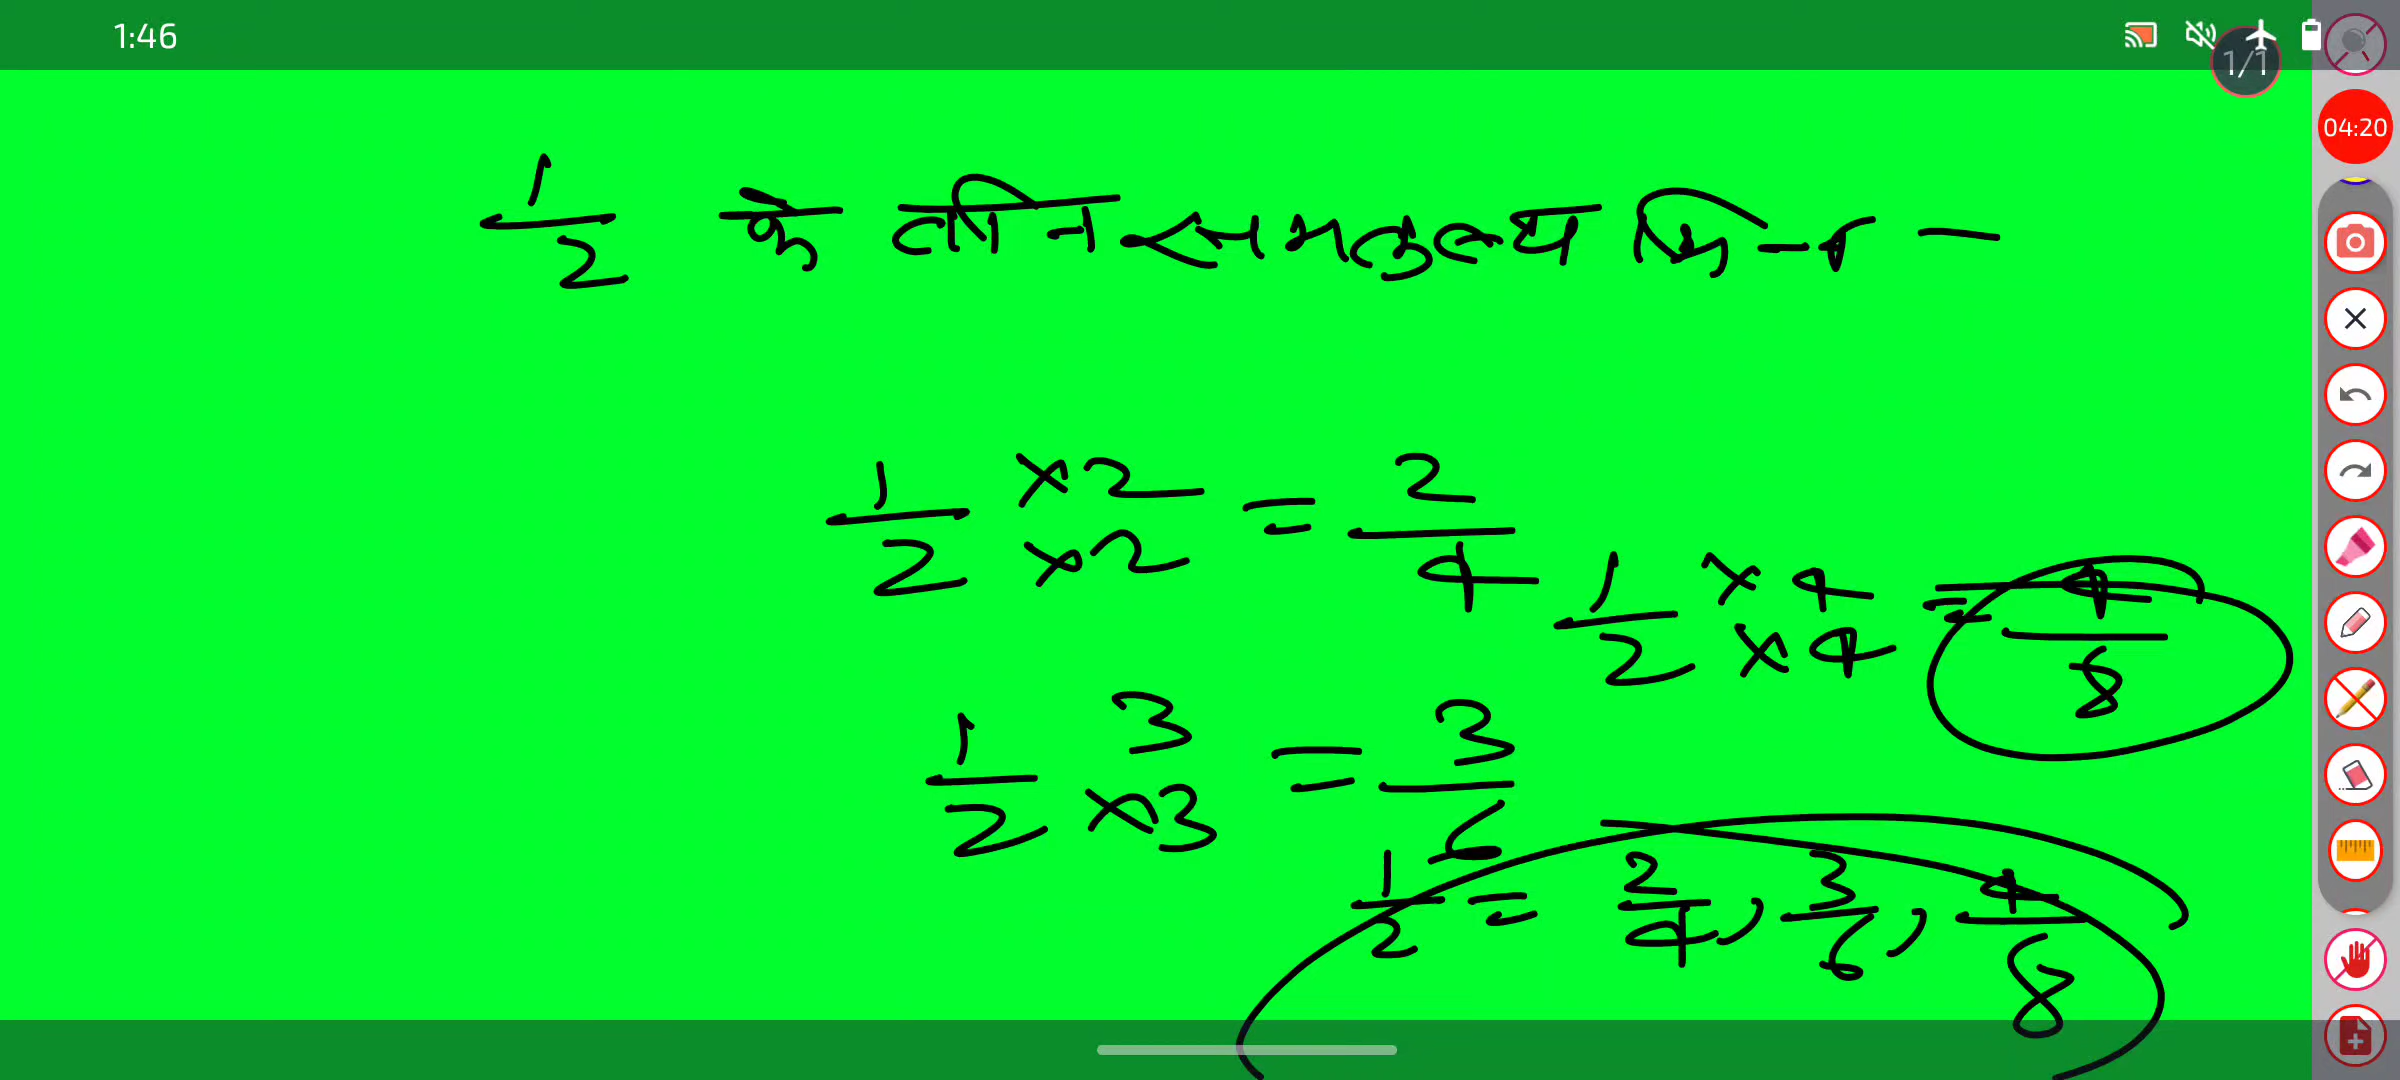 1:46
1/1
04:20
1/2 के तीन समतुल्य भिन्न -
1/2 ×2/×2 = 2/4
1/2 ×4/×4 = 4/8
1/2 3/×3 = 3/6
1/2 = 2/4, 3/6, 4/8